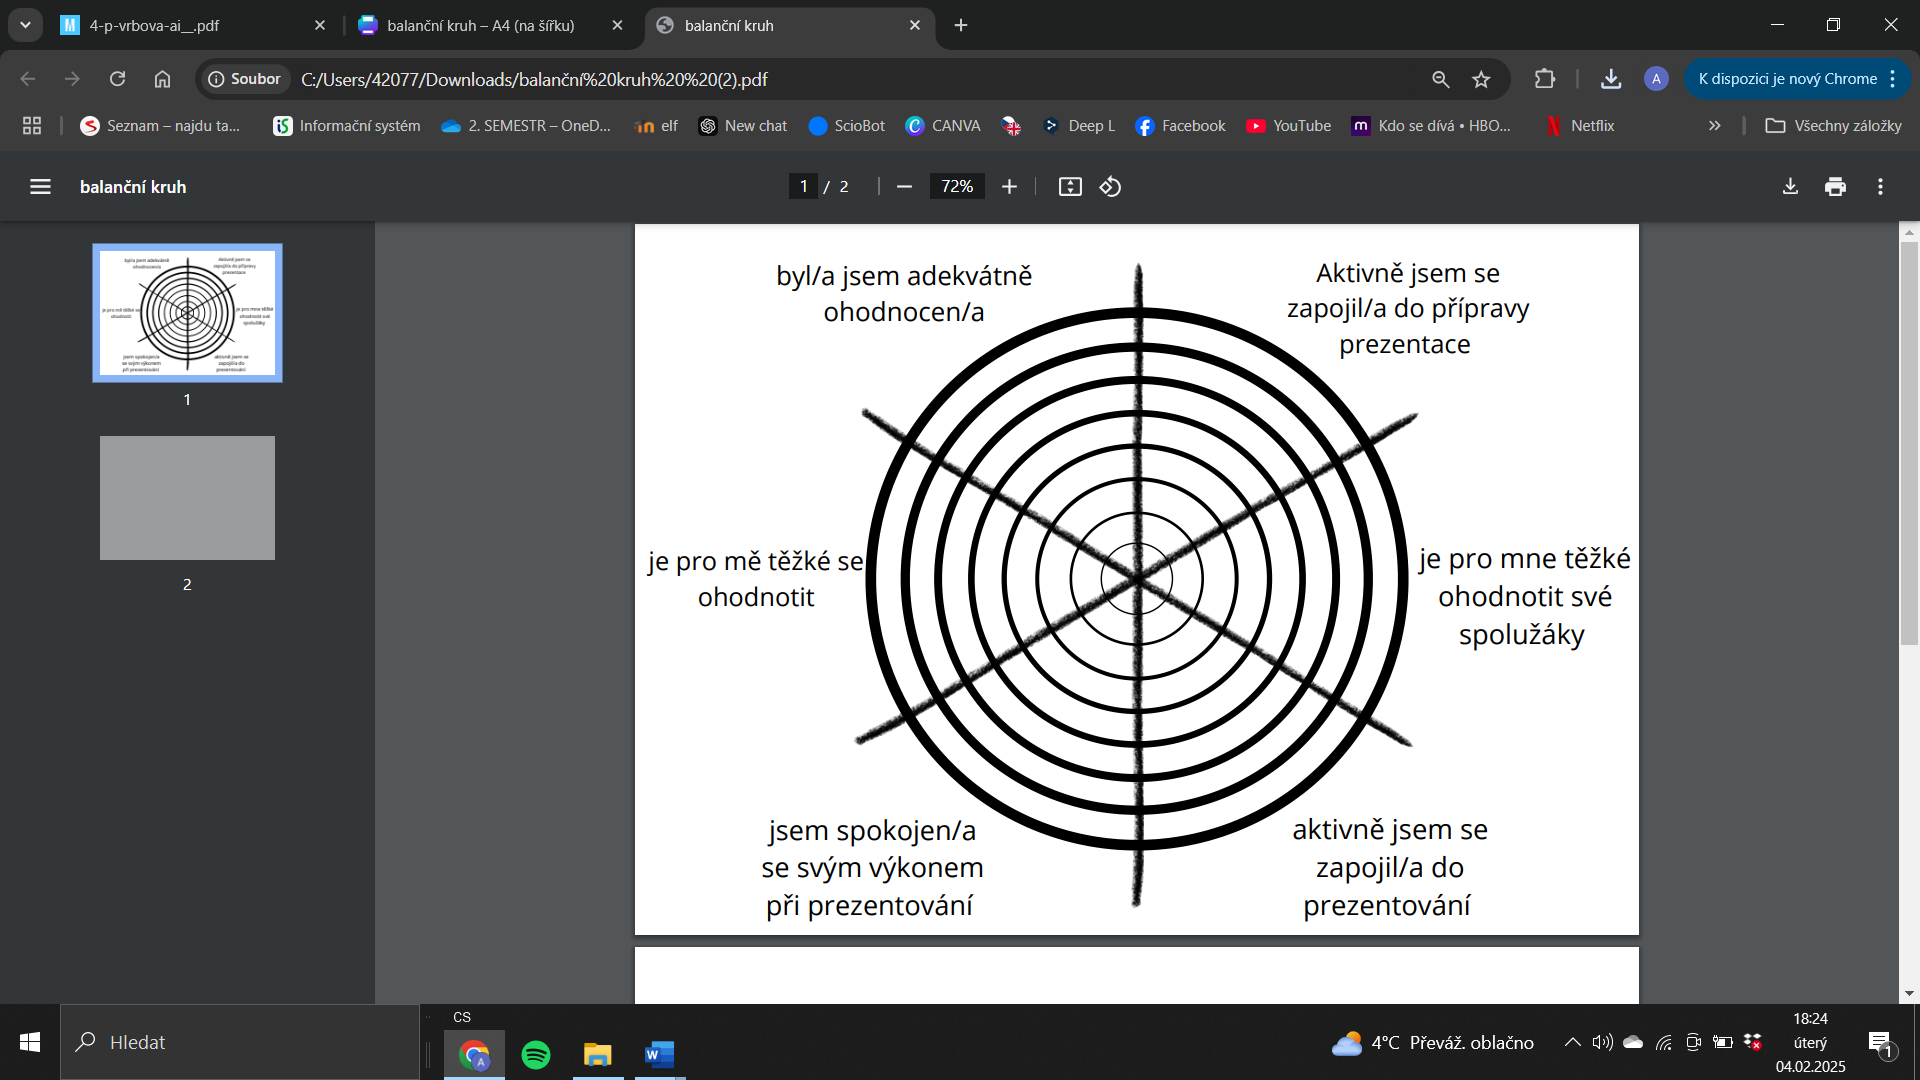 4-p-vrbova-ai__.pdf
balanční kruh – A4 (na šířku)
balanční kruh
Soubor
C:/Users/42077/Downloads/balanční%20kruh%20%20(2).pdf
A
K dispozici je nový Chrome
Seznam – najdu ta...
Informační systém
2. SEMESTR – OneD...
elf
New chat
ScioBot
CANVA
Deep L
Facebook
YouTube
Kdo se dívá • HBO...
Netflix
Všechny záložky
balanční kruh
1 / 2
72%
1
2
byl/a jsem adekvátně
ohodnocen/a
Aktivně jsem se
zapojil/a do přípravy
prezentace
je pro mě těžké se
ohodnotit
je pro mne těžké
ohodnotit své
spolužáky
jsem spokojen/a
se svým výkonem
při prezentování
aktivně jsem se
zapojil/a do
prezentování
CS
Hledat
4°C Převáž. oblačno
18:24
úterý
04.02.2025
1